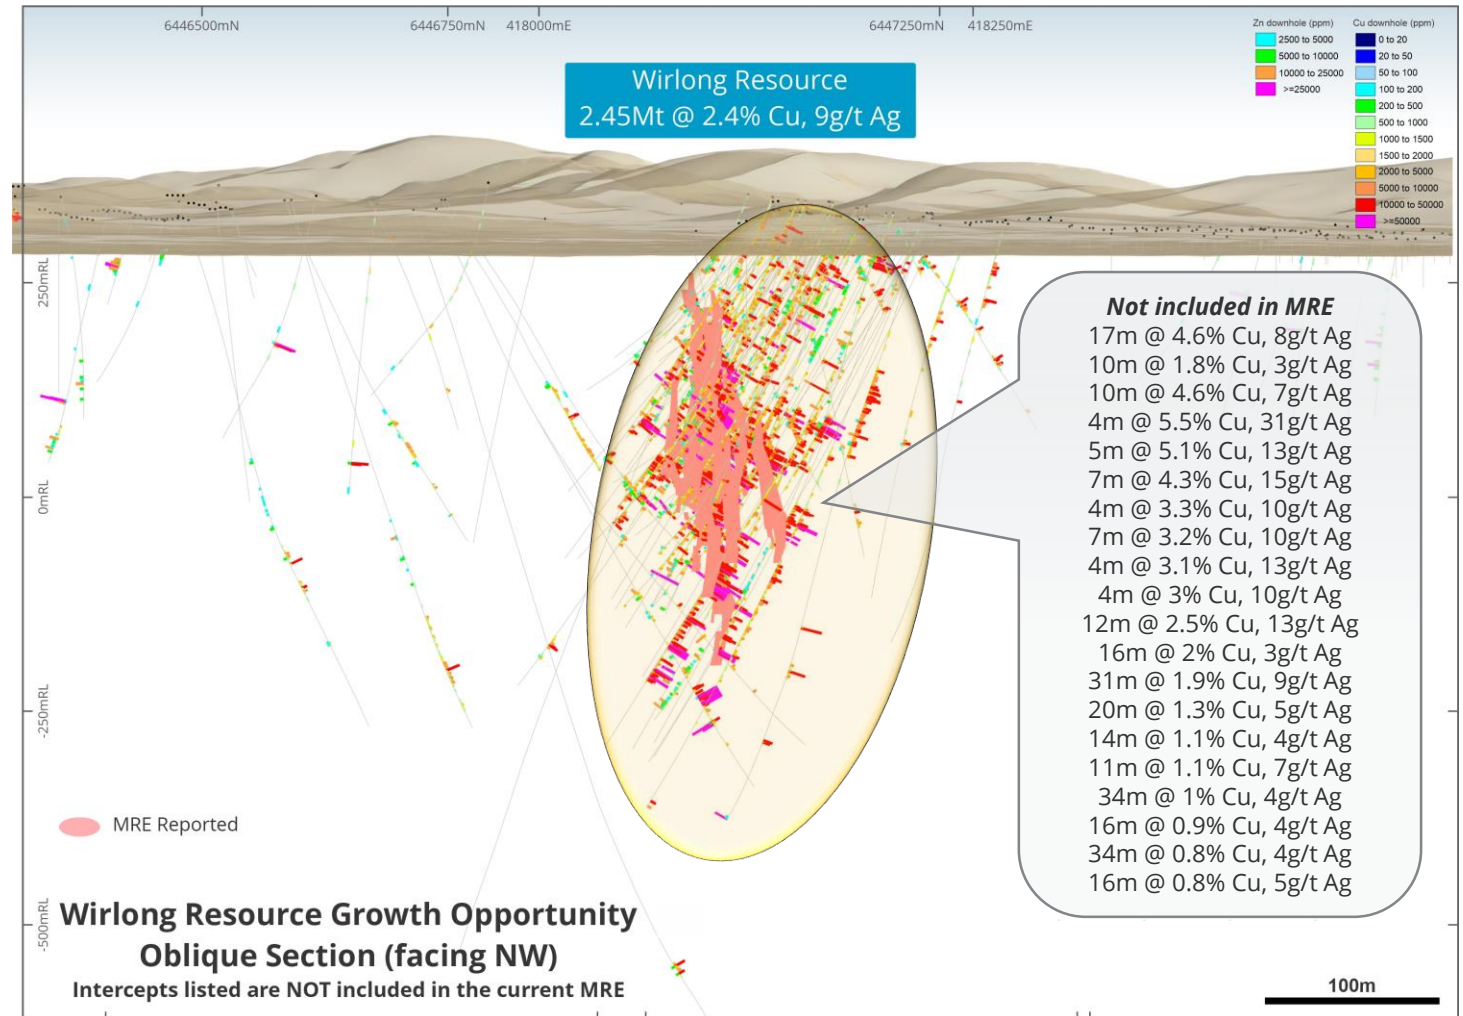 6446500mN
6446750mN
418000mE
6447250mN
418250mE
Zn downhole (ppm)
2500 to 5000
5000 to 10000
10000 to 25000
>=25000
Cu downhole (ppm)
0 to 20
20 to 50
50 to 100
100 to 200
200 to 500
500 to 1000
1000 to 1500
1500 to 2000
2000 to 5000
5000 to 10000
10000 to 50000
>=50000
Wirlong Resource
2.45Mt @ 2.4% Cu, 9g/t Ag
250mRL
0mRL
-250mRL
-500mRL
Not included in MRE
17m @ 4.6% Cu, 8g/t Ag
10m @ 1.8% Cu, 3g/t Ag
10m @ 4.6% Cu, 7g/t Ag
4m @ 5.5% Cu, 31g/t Ag
5m @ 5.1% Cu, 13g/t Ag
7m @ 4.3% Cu, 15g/t Ag
4m @ 3.3% Cu, 10g/t Ag
7m @ 3.2% Cu, 10g/t Ag
4m @ 3.1% Cu, 13g/t Ag
4m @ 3% Cu, 10g/t Ag
12m @ 2.5% Cu, 13g/t Ag
16m @ 2% Cu, 3g/t Ag
31m @ 1.9% Cu, 9g/t Ag
20m @ 1.3% Cu, 5g/t Ag
14m @ 1.1% Cu, 4g/t Ag
11m @ 1.1% Cu, 7g/t Ag
34m @ 1% Cu, 4g/t Ag
16m @ 0.9% Cu, 4g/t Ag
34m @ 0.8% Cu, 4g/t Ag
16m @ 0.8% Cu, 5g/t Ag
MRE Reported
Wirlong Resource Growth Opportunity
Oblique Section (facing NW)
Intercepts listed are NOT included in the current MRE
100m